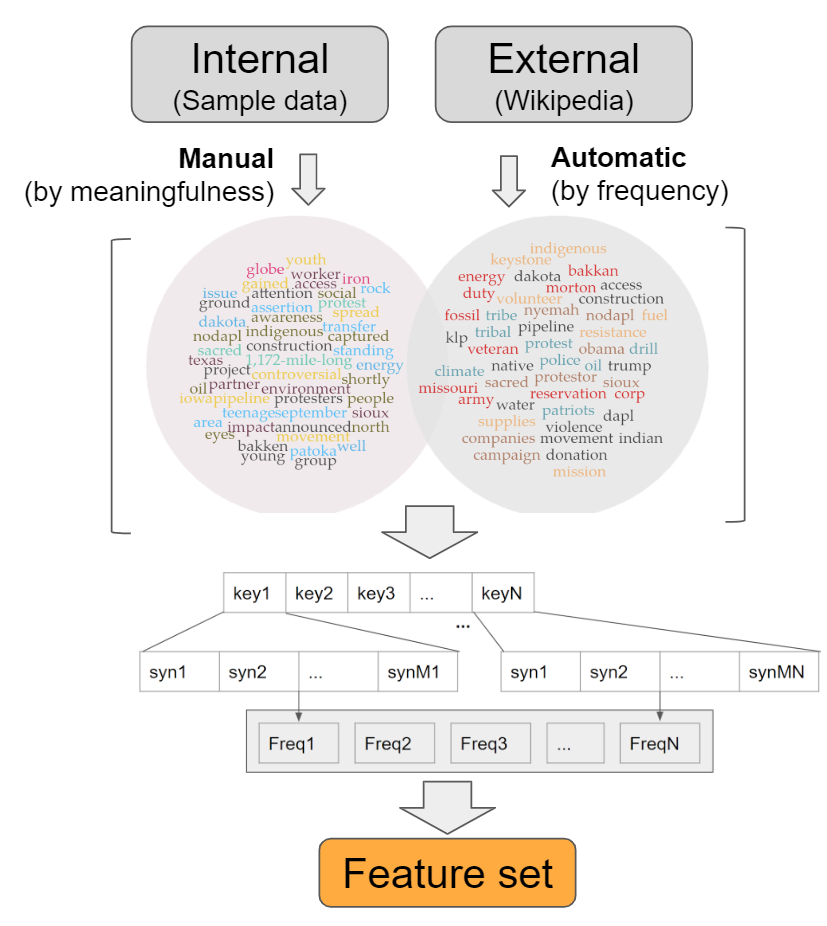 Internal
(Sample data)
External
(Wikipedia)
Manual
(by meaningfulness)
Automatic
(by frequency)
youth
globe worker
gained access iron
issue attention social rock
ground assertion protest
awareness spread
dakota transfer
nodapl indigenous captured
sacred construction standing
texas 1,172-mile-long
project energy
controversial shortly
oil partner environment
iowapipeline protesters people
teenageseptember sioux
area impactannouncednorth
eyes movement
bakken patoka well
young group
indigenous
keystone
energy dakota bakkan
duty morton access
volunteer construction
fossil tribe nyemah nodapl fuel
klp tribal pipeline resistance
veteran protest obama drill
climate native police oil trump
missouri sacred protestor sioux
army water reservation corp
supplies patriots dapl
violence
companies movement indian
campaign donation
mission
key1 key2 key3 ... keyN
...
syn1 syn2 ... synM1
syn1 syn2 ... synMN
Freq1 Freq2 Freq3 ... FreqN
Feature set